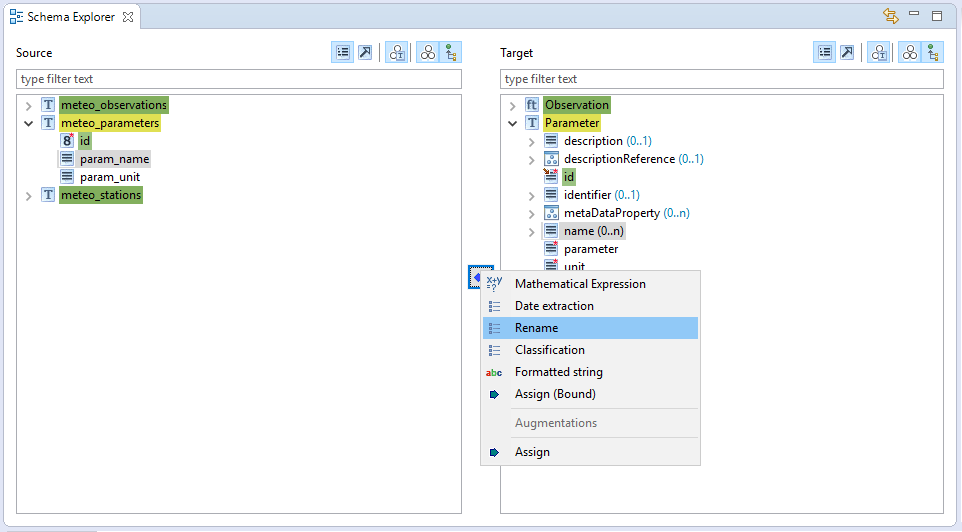 Schema Explorer
Source
type filter text
meteo_observations
meteo_parameters
id
param_name
param_unit
meteo_stations
Target
type filter text
Observation
Parameter
description (0..1)
descriptionReference (0..1)
id
identifier (0..1)
metaDataProperty (0..n)
name (0..n)
parameter
unit
Mathematical Expression
Date extraction
Rename
Classification
abc Formatted string
Assign (Bound)
Augmentations
Assign